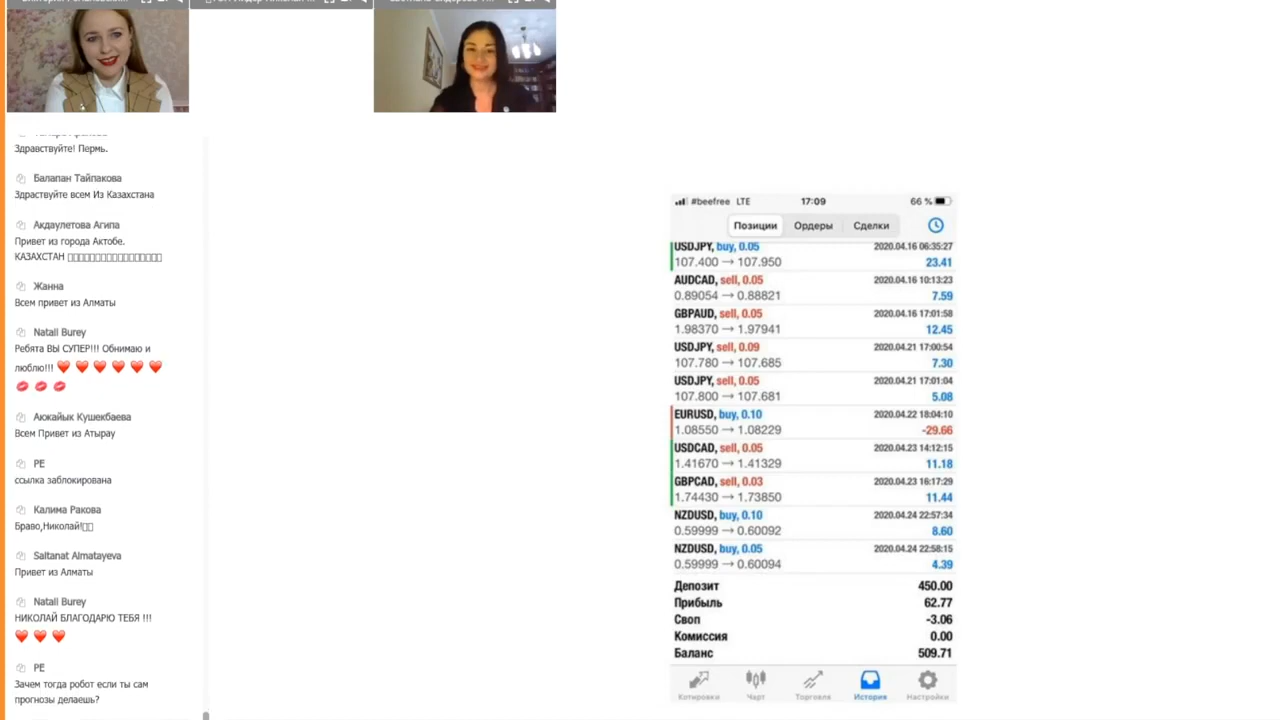 Здравствуйте! Пермь.
Балапан Тайпакова
Здраствуйте всем Из Казахстана
Акдаулетова Агипа
Привет из города Актобе.
КАЗАХСТАН
Жанна
Всем привет из Алматы
Natali Burey
Ребята ВЫ СУПЕР!!! Обнимаю и
люблю!!! ❤️ ❤️ ❤️ ❤️ ❤️ ❤️
💋 💋 💋
Акжайык Кушекбаева
Всем Привет из Атырау
РЕ
ссылка заблокирована
Калима Ракова
Браво,Николай!
Saltanat Almatayeva
Привет из Алматы
Natali Burey
НИКОЛАЙ БЛАГОДАРЮ ТЕБЯ !!!
❤️ ❤️ ❤️
РЕ
Зачем тогда робот если ты сам
прогнозы делаешь?
#beefree LTE 17:09 66 %
Позиции Ордеры Сделки
USDJPY, buy, 0.05 2020.04.16 06:35:27
107.400 → 107.950 23.41
AUDCAD, sell, 0.05 2020.04.16 10:13:23
0.89054 → 0.88821 7.59
GBPAUD, sell, 0.05 2020.04.16 17:01:58
1.98370 → 1.97941 12.45
USDJPY, sell, 0.09 2020.04.21 17:00:54
107.780 → 107.685 7.30
USDJPY, sell, 0.05 2020.04.21 17:01:04
107.800 → 107.681 5.08
EURUSD, buy, 0.10 2020.04.22 18:04:10
1.08550 → 1.08229 -29.66
USDCAD, sell, 0.05 2020.04.23 14:12:15
1.41670 → 1.41329 11.18
GBPCAD, sell, 0.03 2020.04.23 16:17:29
1.74430 → 1.73850 11.44
NZDUSD, buy, 0.10 2020.04.24 22:57:34
0.59999 → 0.60092 8.60
NZDUSD, buy, 0.05 2020.04.24 22:58:15
0.59999 → 0.60094 4.39
Депозит 450.00
Прибыль 62.77
Своп -3.06
Комиссия 0.00
Баланс 509.71
Котировки Чарт Торговля История Настройки